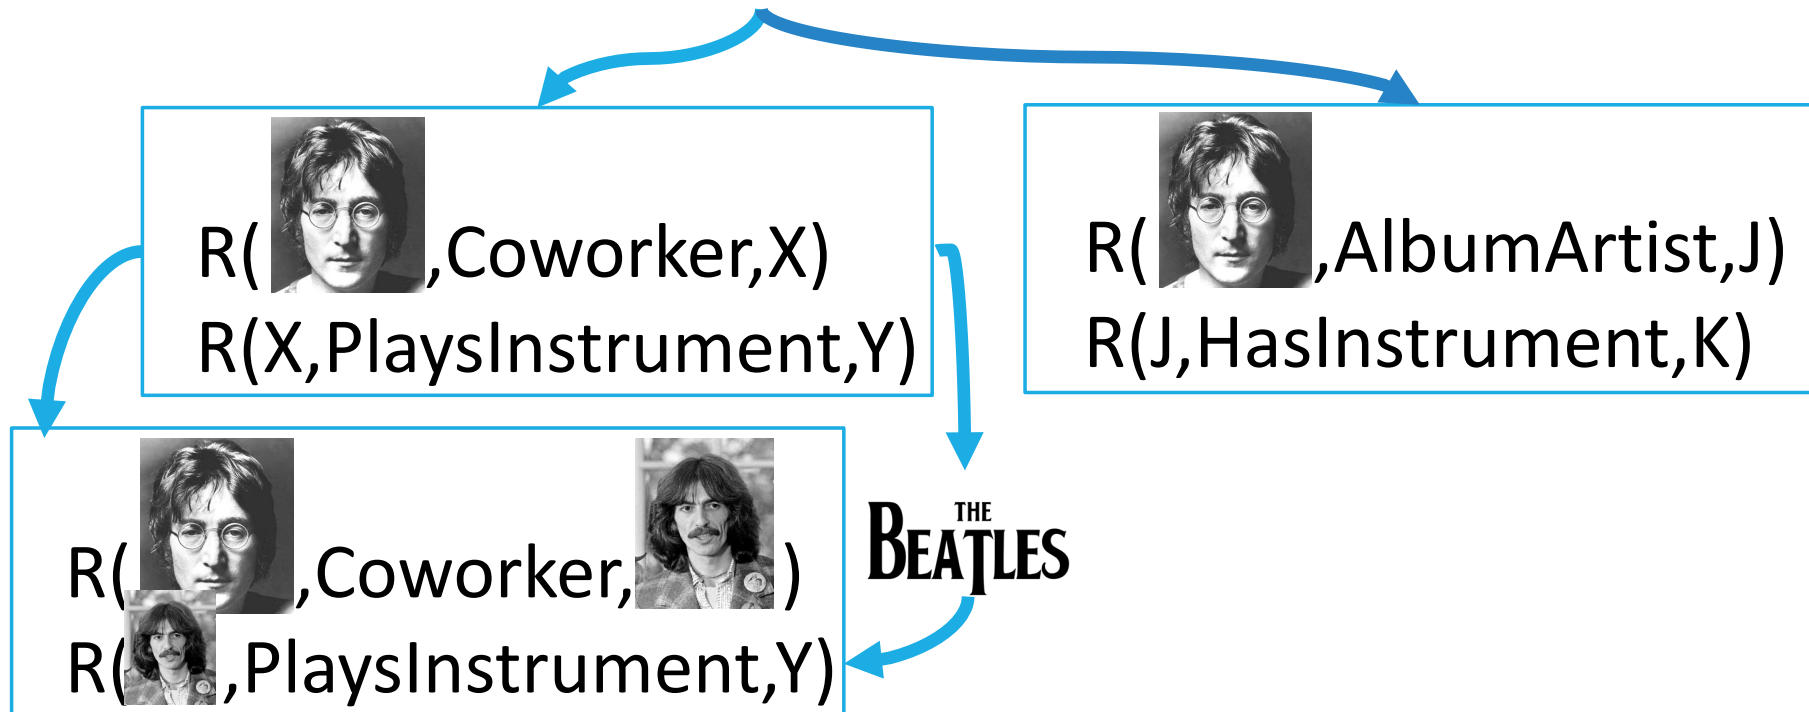 R( ,Coworker,X)
R(X,PlaysInstrument,Y)
R( ,AlbumArtist,J)
R(J,HasInstrument,K)
R( ,Coworker, )
R( ,PlaysInstrument,Y)
THE
BEATLES